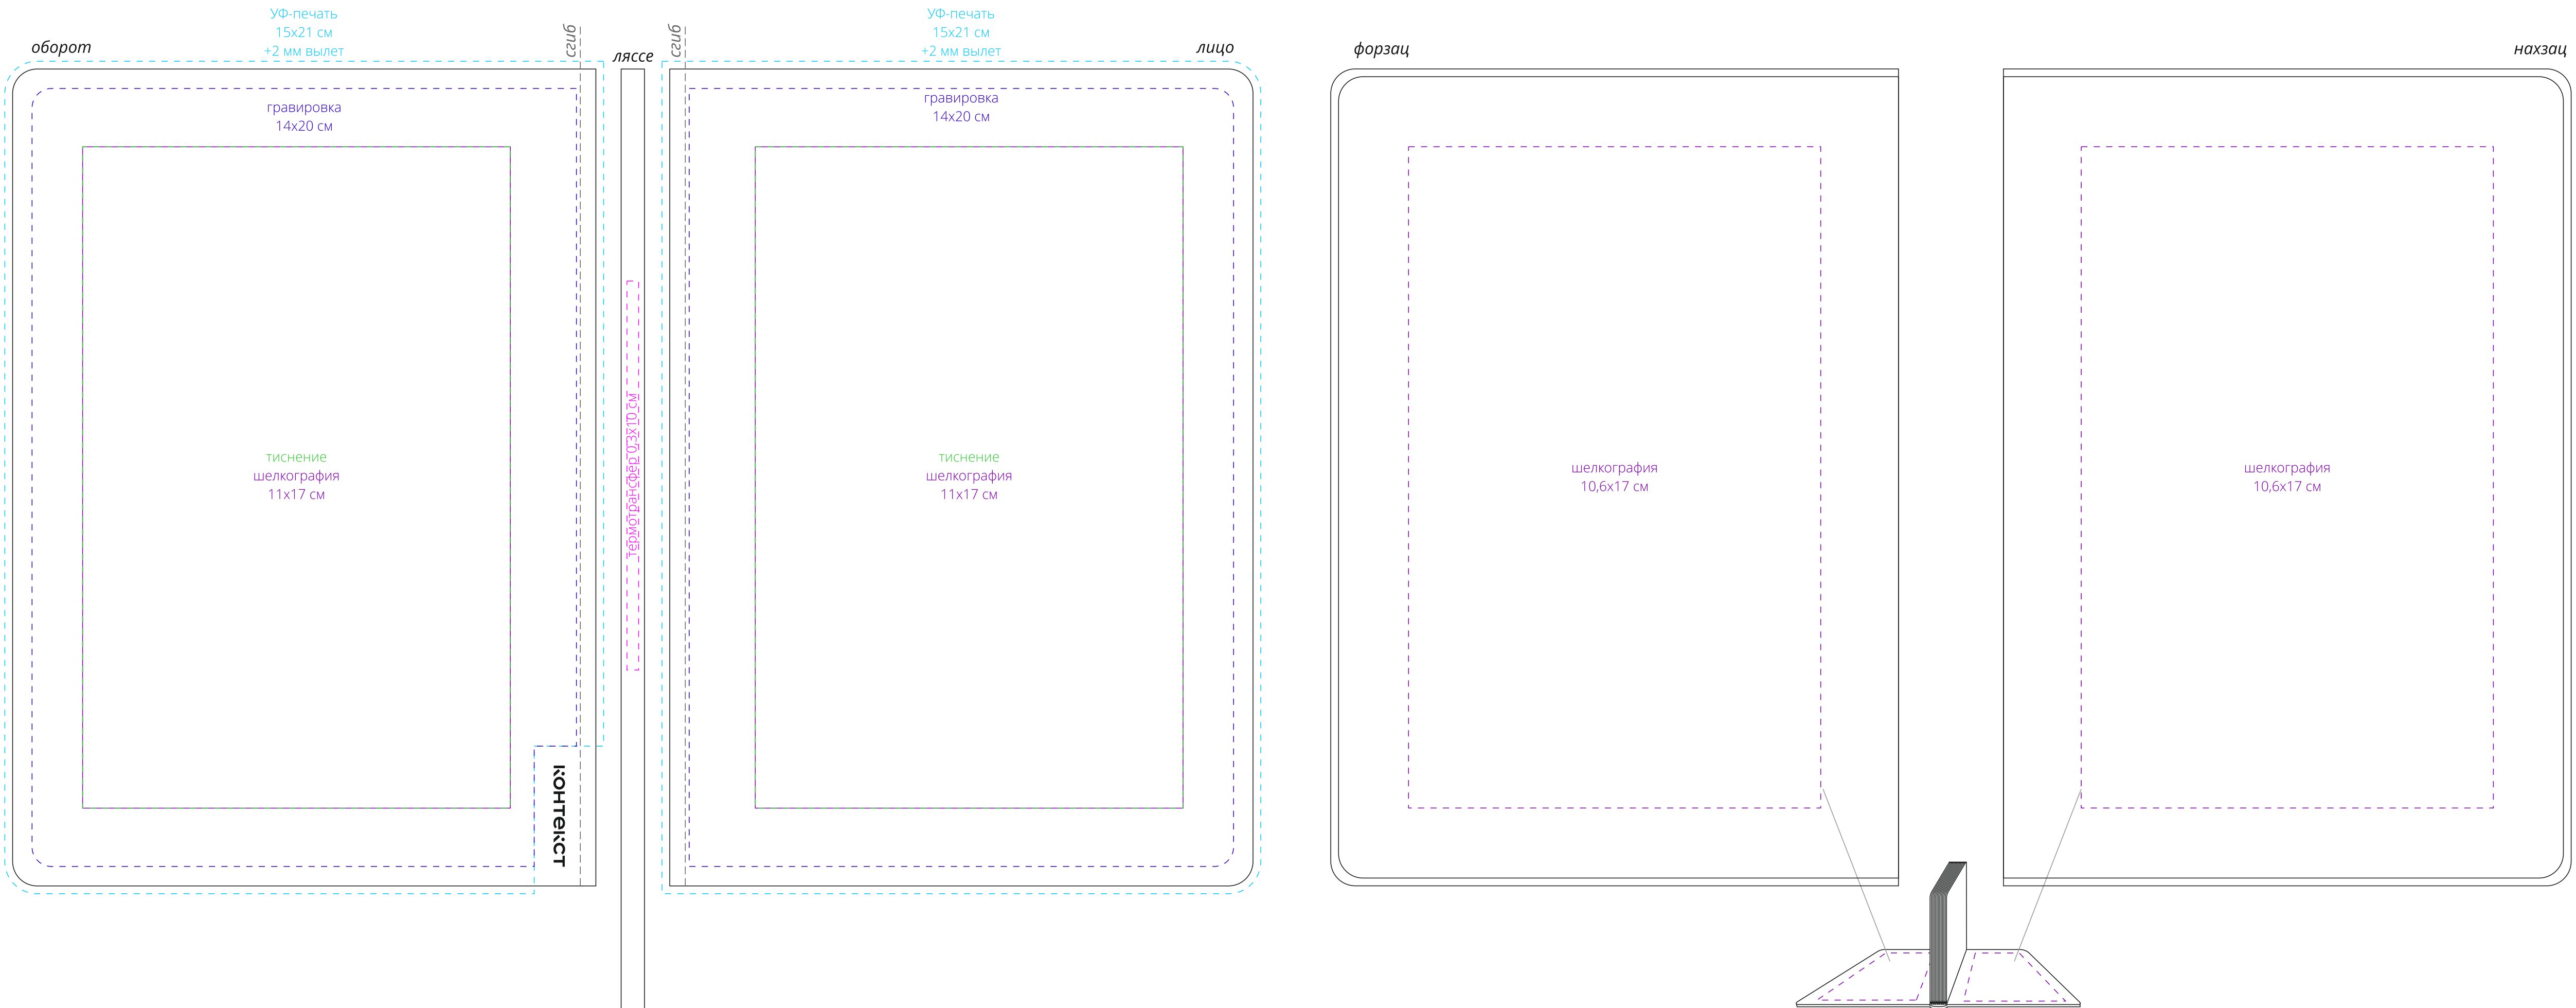 оборот
УФ-печать
15х21 см
+2 мм вылет
сгиб
гравировка
14х20 см
тиснение
шелкография
11х17 см
контекст
ляссе
термотрансфер 0,3х10 см
сгиб
УФ-печать
15х21 см
+2 мм вылет
лицо
гравировка
14х20 см
тиснение
шелкография
11х17 см
форзац
шелкография
10,6х17 см
нахзац
шелкография
10,6х17 см